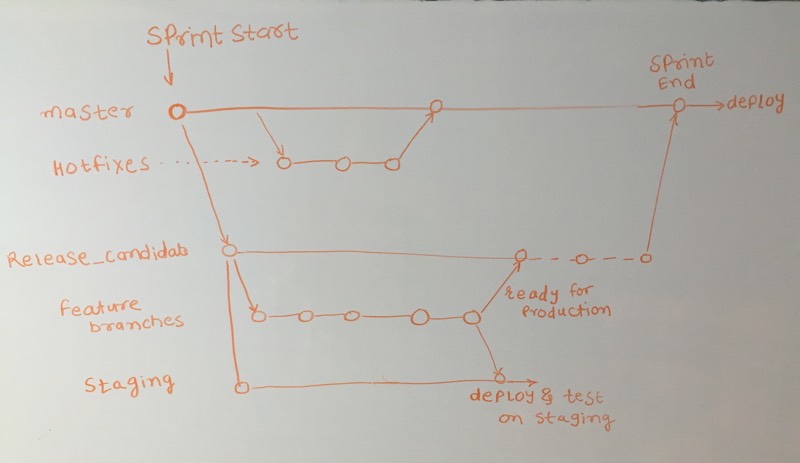 Sprint Start
Sprint
End
master
deploy
Hotfixes
Release_candidate
Feature
branches
ready for
production
Staging
deploy & test
on staging